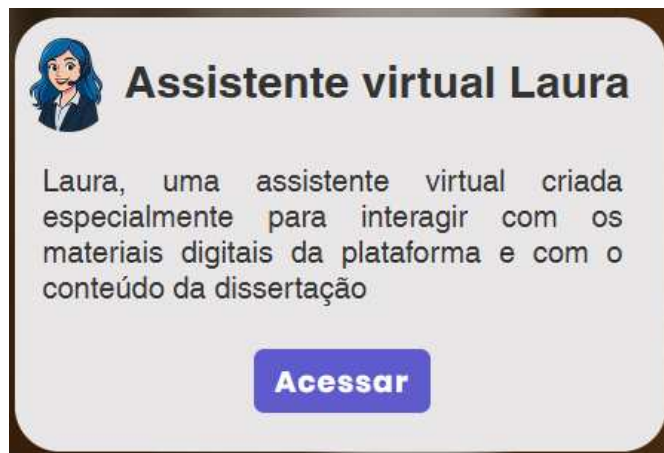 Assistente virtual Laura
Laura, uma assistente virtual criada
especialmente para interagir com os
materiais digitais da plataforma e com o
conteúdo da dissertação
Acessar